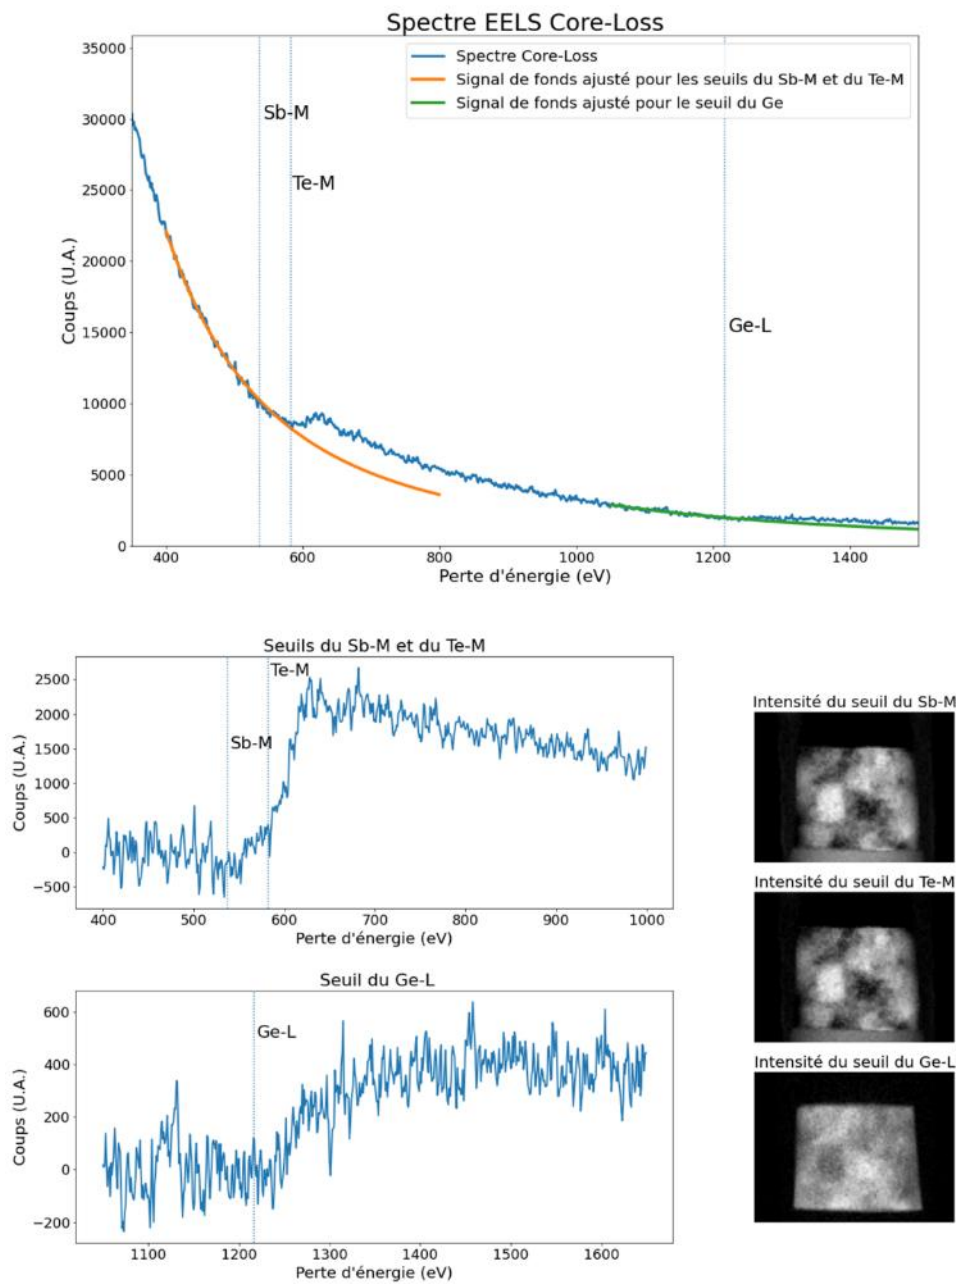 Spectre EELS Core-Loss
35000
30000
25000
20000
15000
10000
5000
0
Coups (U.A.)
Spectre Core-Loss
Signal de fonds ajusté pour les seuils du Sb-M et du Te-M
Signal de fonds ajusté pour le seuil du Ge
Sb-M
Te-M
Ge-L
400 600 800 1000 1200 1400
Perte d'énergie (eV)
Seuils du Sb-M et du Te-M
2500
2000
1500
1000
500
0
−500
Coups (U.A.)
Te-M
Sb-M
400 500 600 700 800 900 1000
Perte d'énergie (eV)
Seuil du Ge-L
600
400
200
0
−200
Coups (U.A.)
Ge-L
1100 1200 1300 1400 1500 1600
Perte d'énergie (eV)
Intensité du seuil du Sb-M
Intensité du seuil du Te-M
Intensité du seuil du Ge-L